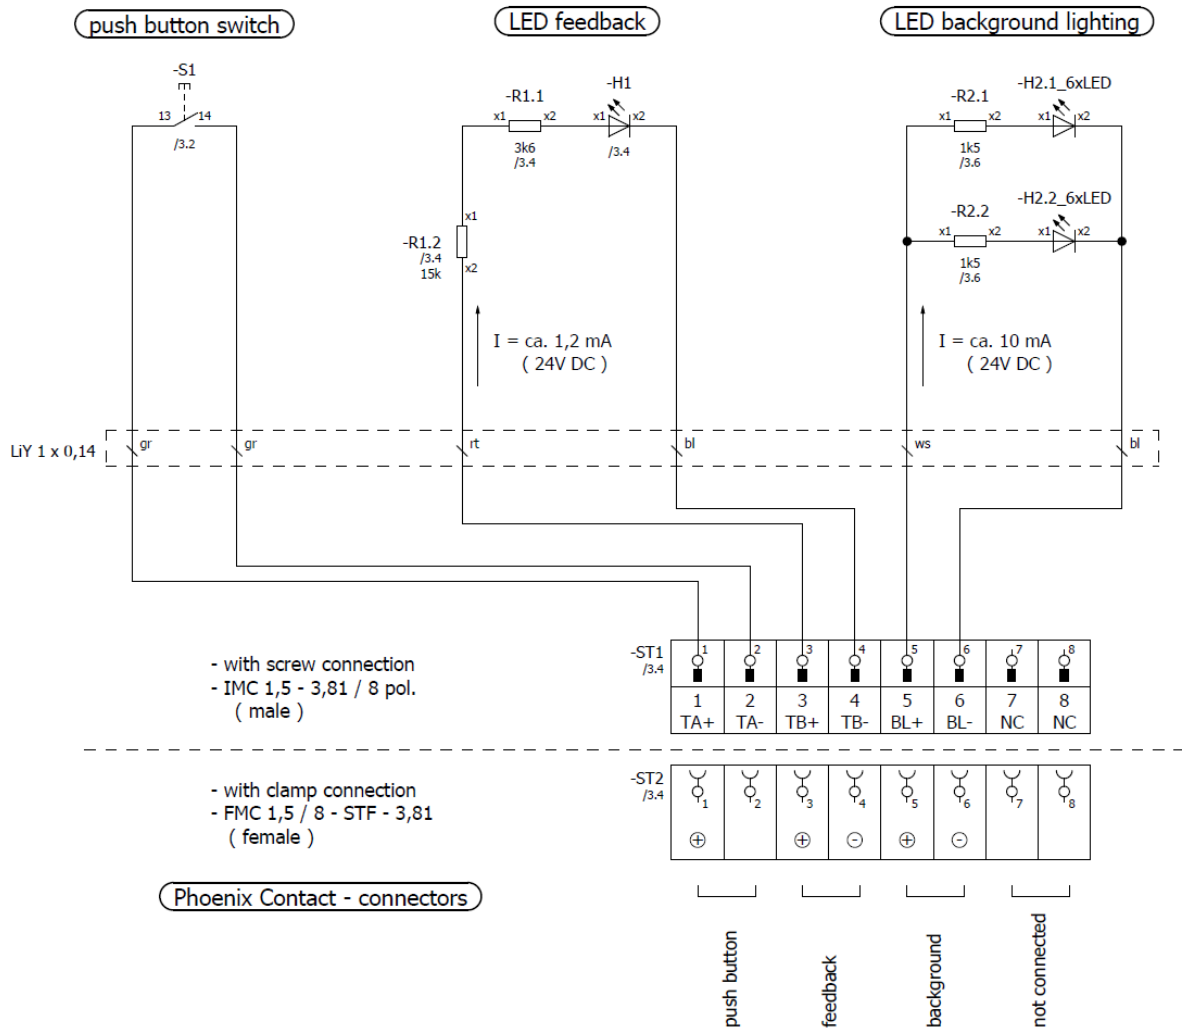 push button switch
LED feedback
LED background lighting
-S1
13
14
/3.2
-R1.1
x1
x2
3k6
/3.4
-H1
x1
x2
/3.4
-R1.2
/3.4
15k
x1
x2
I = ca. 1,2 mA
( 24V DC )
-R2.1
x1
x2
1k5
/3.6
-H2.1_6xLED
x1
x2
-R2.2
x1
x2
1k5
/3.6
-H2.2_6xLED
x1
x2
I = ca. 10 mA
( 24V DC )
LiY 1 x 0,14
gr
gr
rt
bl
ws
bl
- with screw connection
- IMC 1,5 - 3,81 / 8 pol.
( male )
-ST1
/3.4
1 2 3 4 5 6 7 8
1 2 3 4 5 6 7 8
TA+ TA- TB+ TB- BL+ BL- NC NC
- with clamp connection
- FMC 1,5 / 8 - STF - 3,81
( female )
-ST2
/3.4
1 2 3 4 5 6 7 8
+ + - + -
Phoenix Contact - connectors
push button
feedback
background
not connected